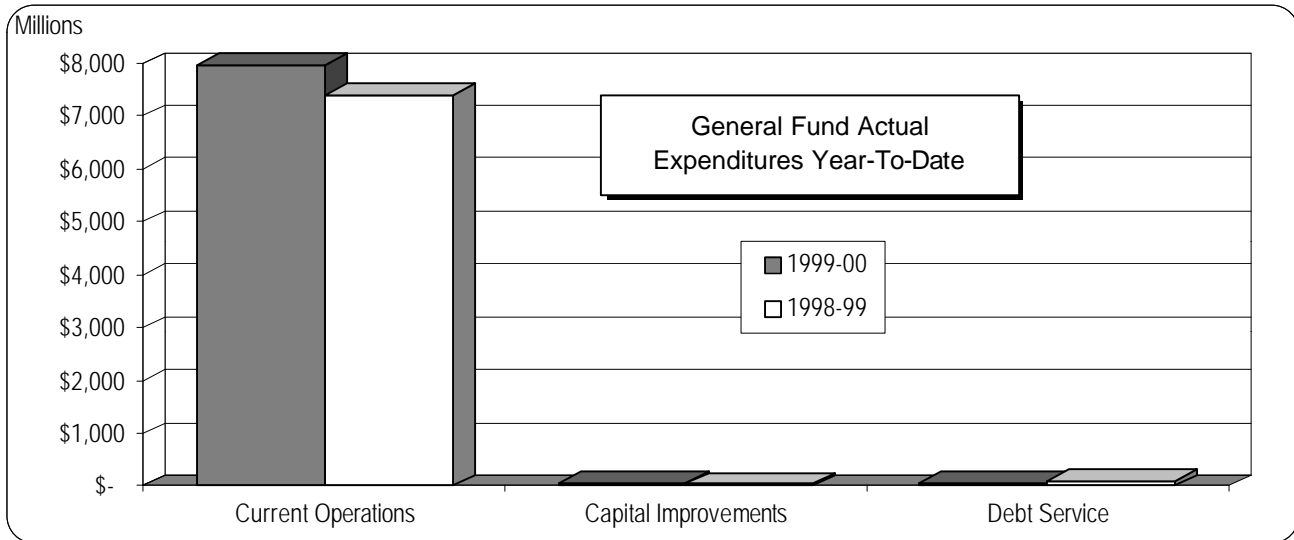 Millions
$8,000
$7,000
$6,000
$5,000
$4,000
$3,000
$2,000
$1,000
$-
General Fund Actual
Expenditures Year-To-Date
1999-00
1998-99
Current Operations
Capital Improvements
Debt Service